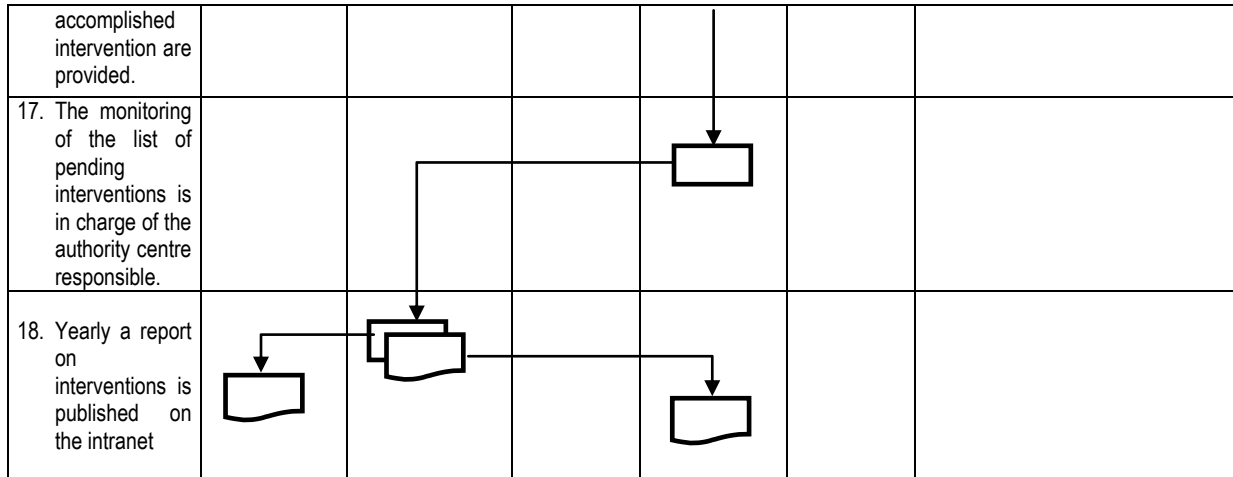 accomplished
intervention are
provided.
17. The monitoring
of the list of
pending
interventions is
in charge of the
authority centre
responsible.
18. Yearly a report
on
interventions is
published on
the intranet